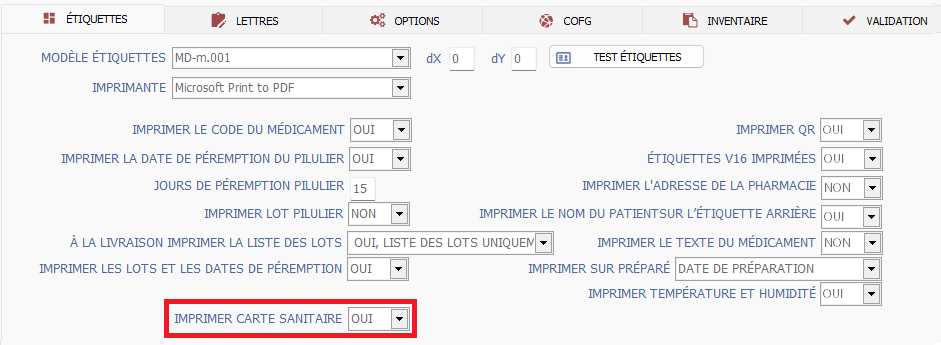 ÉTIQUETTES LETTRES OPTIONS COFG INVENTAIRE VALIDATION
MODÈLE ÉTIQUETTES MD-m.001 dX 0 dY 0 TEST ÉTIQUETTES
IMPRIMANTE Microsoft Print to PDF
IMPRIMER LE CODE DU MÉDICAMENT OUI IMPRIMER QR OUI
IMPRIMER LA DATE DE PÉREMPTION DU PILULIER OUI ÉTIQUETTES V16 IMPRIMÉES OUI
JOURS DE PÉREMPTION PILULIER 15 IMPRIMER L'ADRESSE DE LA PHARMACIE NON
IMPRIMER LOT PILULIER NON IMPRIMER LE NOM DU PATIENTSUR L'ÉTIQUETTE ARRIÈRE OUI
À LA LIVRAISON IMPRIMER LA LISTE DES LOTS OUI, LISTE DES LOTS UNIQUEM IMPRIMER LE TEXTE DU MÉDICAMENT NON
IMPRIMER LES LOTS ET LES DATES DE PÉREMPTION OUI IMPRIMER SUR PRÉPARÉ DATE DE PRÉPARATION
IMPRIMER TEMPÉRATURE ET HUMIDITÉ OUI
IMPRIMER CARTE SANITAIRE OUI